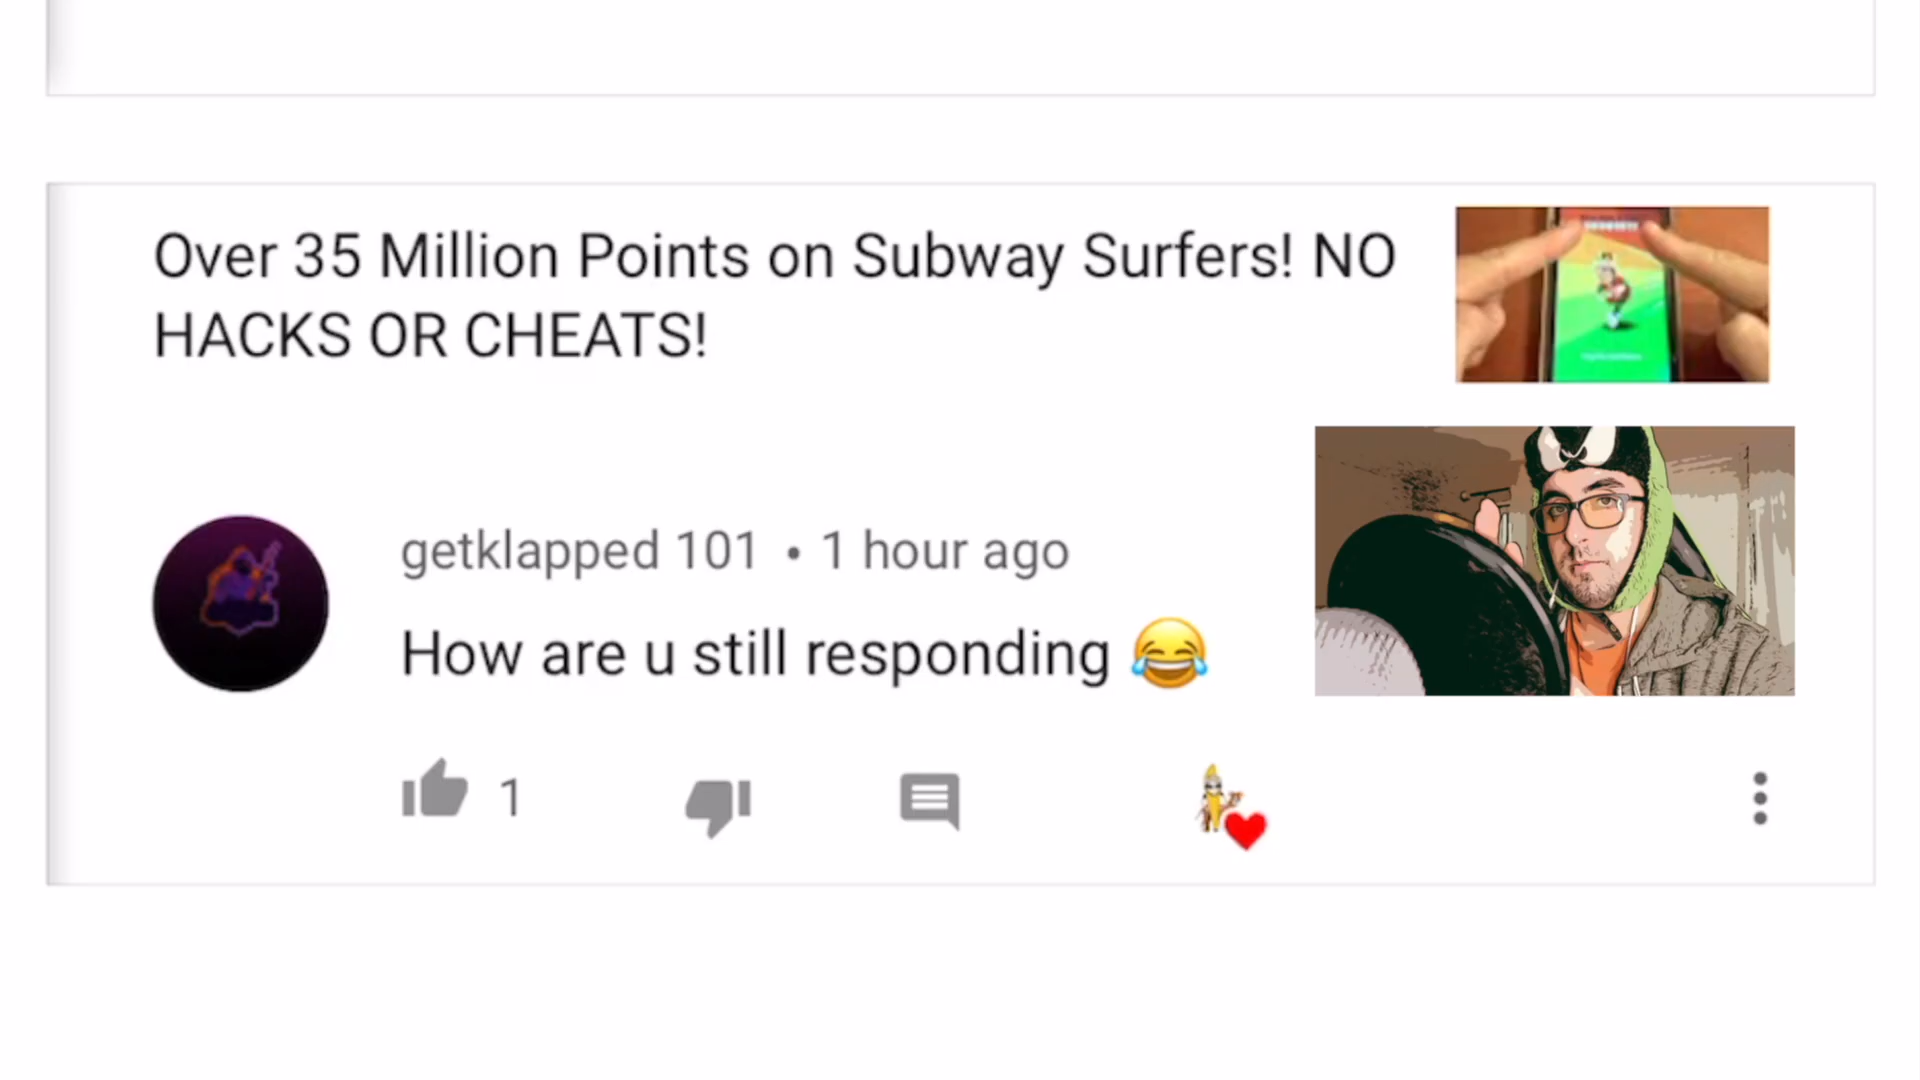 Over 35 Million Points on Subway Surfers! NO
HACKS OR CHEATS!
getklapped 101 • 1 hour ago
How are u still responding 😂
1